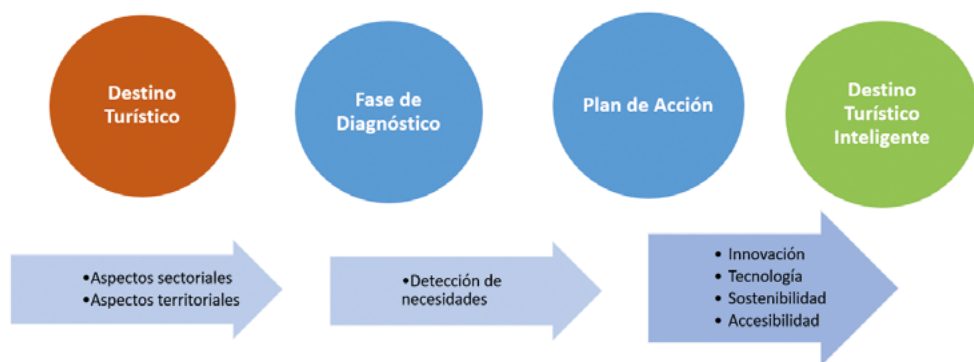 Destino
Turístico
Fase de
Diagnóstico
Plan de Acción
Destino
Turístico
Inteligente
•Aspectos sectoriales
•Aspectos territoriales
•Detección de
necesidades
• Innovación
• Tecnología
• Sostenibilidad
• Accesibilidad